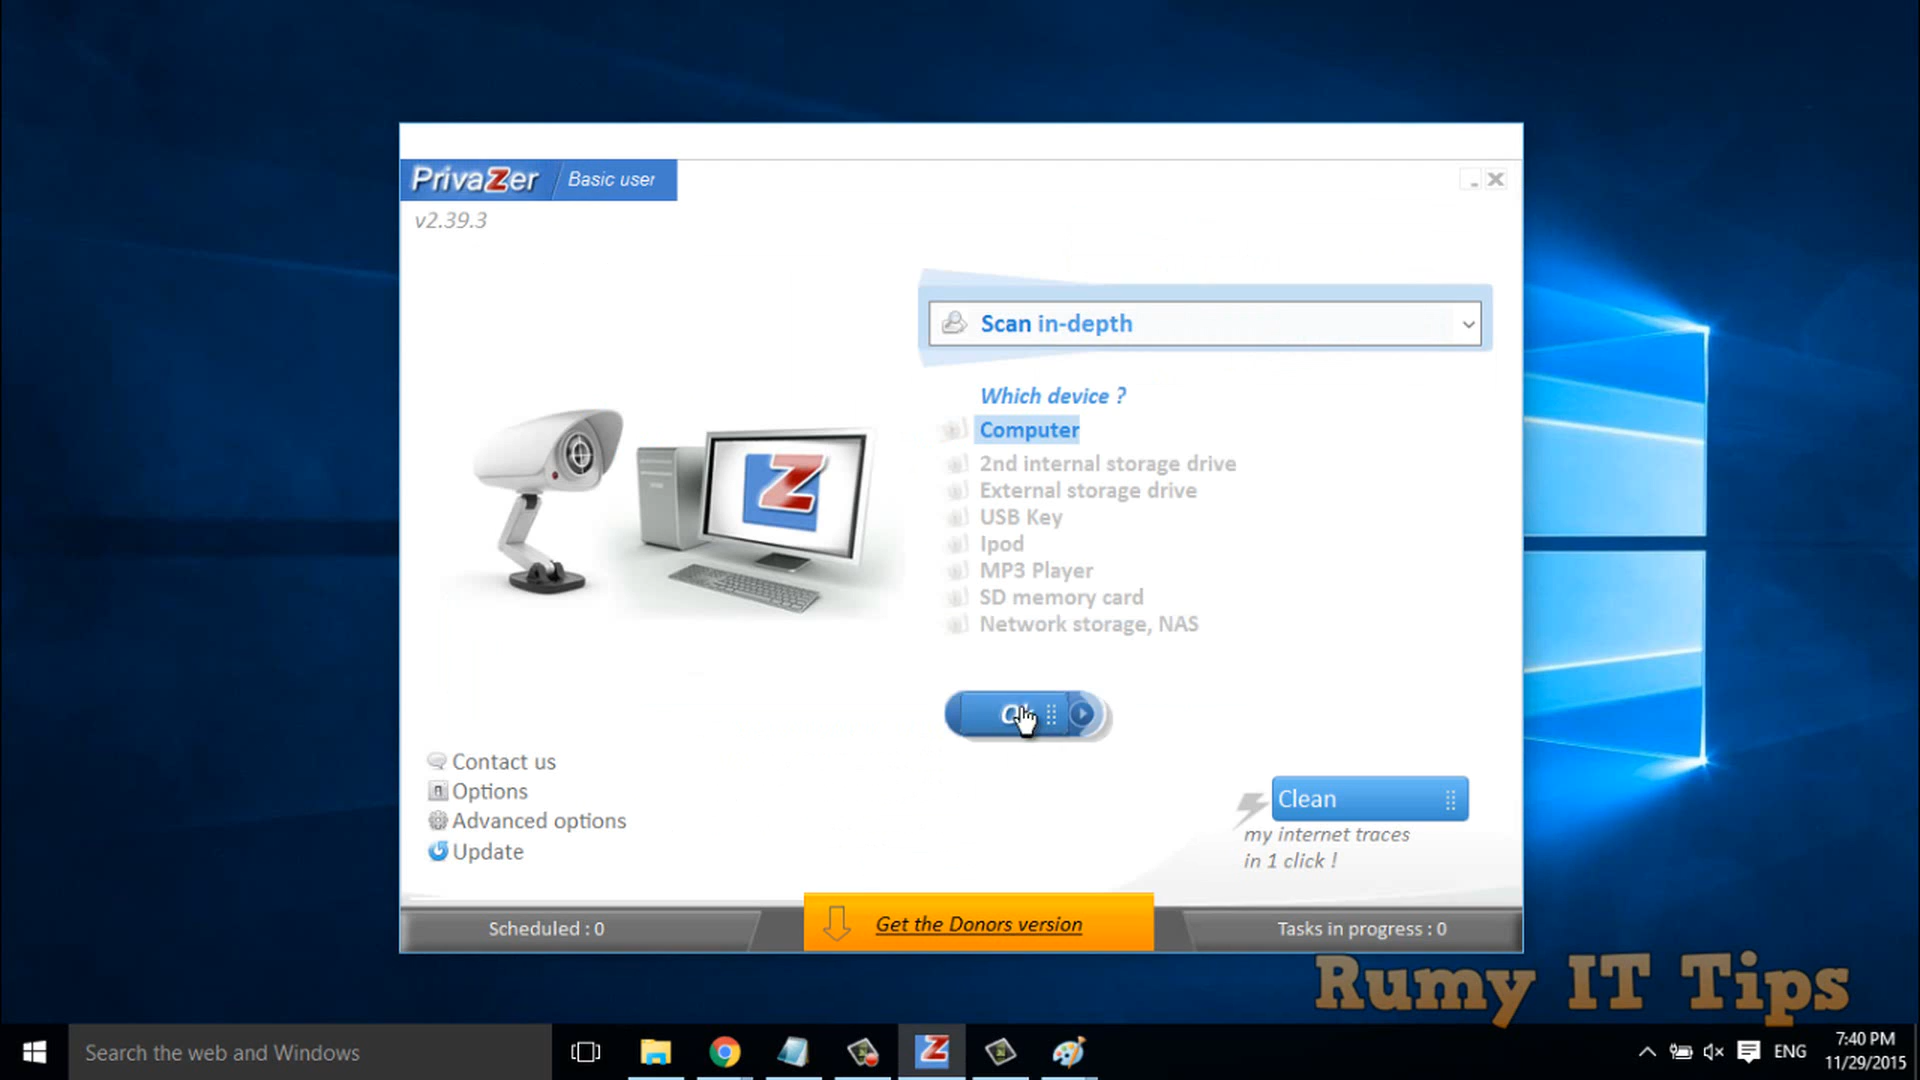 PrivaZer Basic user
v2.39.3
Scan in-depth
Which device ?
Computer
2nd internal storage drive
External storage drive
USB Key
Ipod
MP3 Player
SD memory card
Network storage, NAS
Contact us
Options
Advanced options
Update
Clean
my internet traces
in 1 click !
Scheduled : 0
Get the Donors version
Tasks in progress : 0
Rumy IT Tips
Search the web and Windows
ENG
7:40 PM
11/29/2015